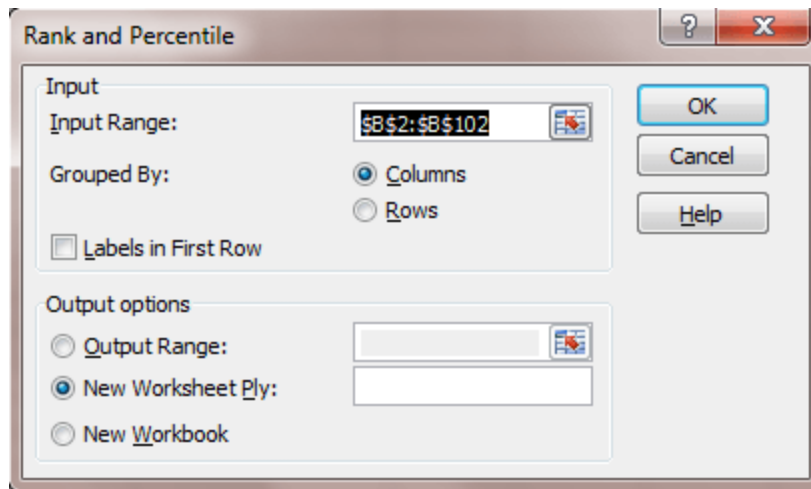 Rank and Percentile
Input
Input Range: $B$2:$B$102
Grouped By: Columns
Rows
Labels in First Row
OK
Cancel
Help
Output options
Output Range:
New Worksheet Ply:
New Workbook